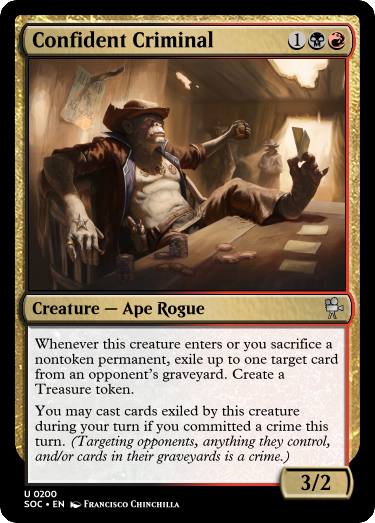 Confident Criminal 1
Creature — Ape Rogue
Whenever this creature enters or you sacrifice a
nontoken permanent, exile up to one target card
from an opponent's graveyard. Create a
Treasure token.
You may cast cards exiled by this creature
during your turn if you committed a crime this
turn. (Targeting opponents, anything they control,
and/or cards in their graveyards is a crime.)
3/2
U 0200
SOC • EN Francisco Chinchilla